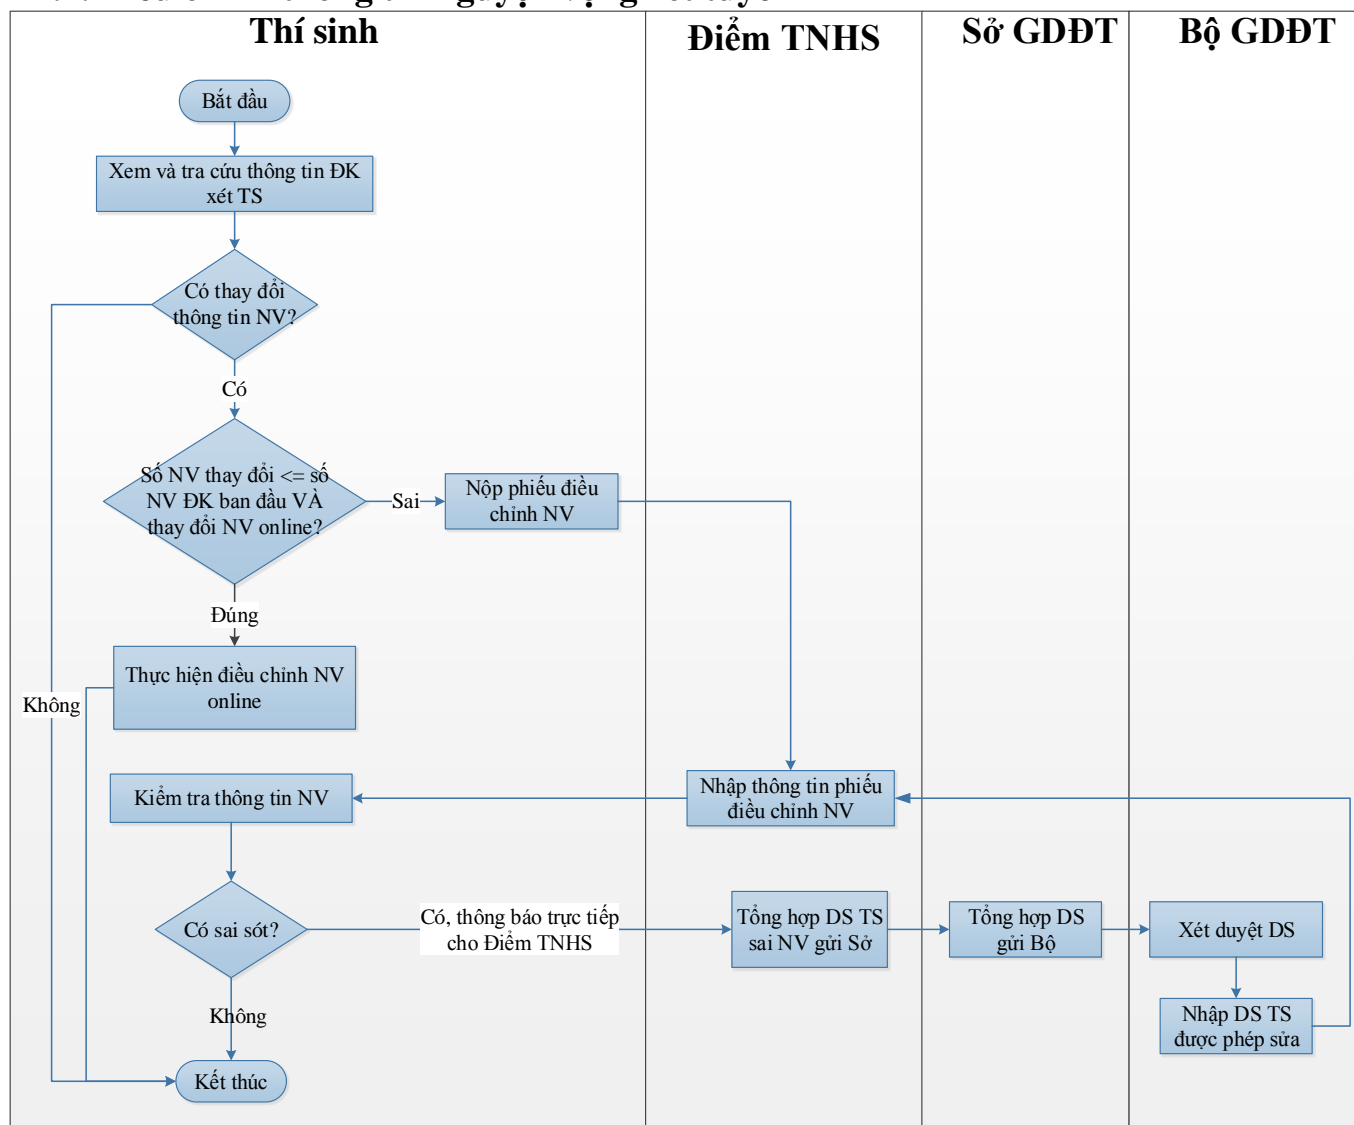 Thí sinh
Điểm TNHS
Sở GDĐT
Bộ GDĐT
Bắt đầu
Xem và tra cứu thông tin ĐK
xét TS
Có thay đổi
thông tin NV?
Có
Số NV thay đổi <= số
NV ĐK ban đầu VÀ
thay đổi NV online?
Sai
Nộp phiếu điều
chỉnh NV
Đúng
Thực hiện điều chỉnh NV
online
Không
Kiểm tra thông tin NV
Nhập thông tin phiếu
điều chỉnh NV
Có sai sót?
Có, thông báo trực tiếp
cho Điểm TNHS
Tổng hợp DS TS
sai NV gửi Sở
Tổng hợp DS
gửi Bộ
Xét duyệt DS
Nhập DS TS
được phép sửa
Không
Kết thúc